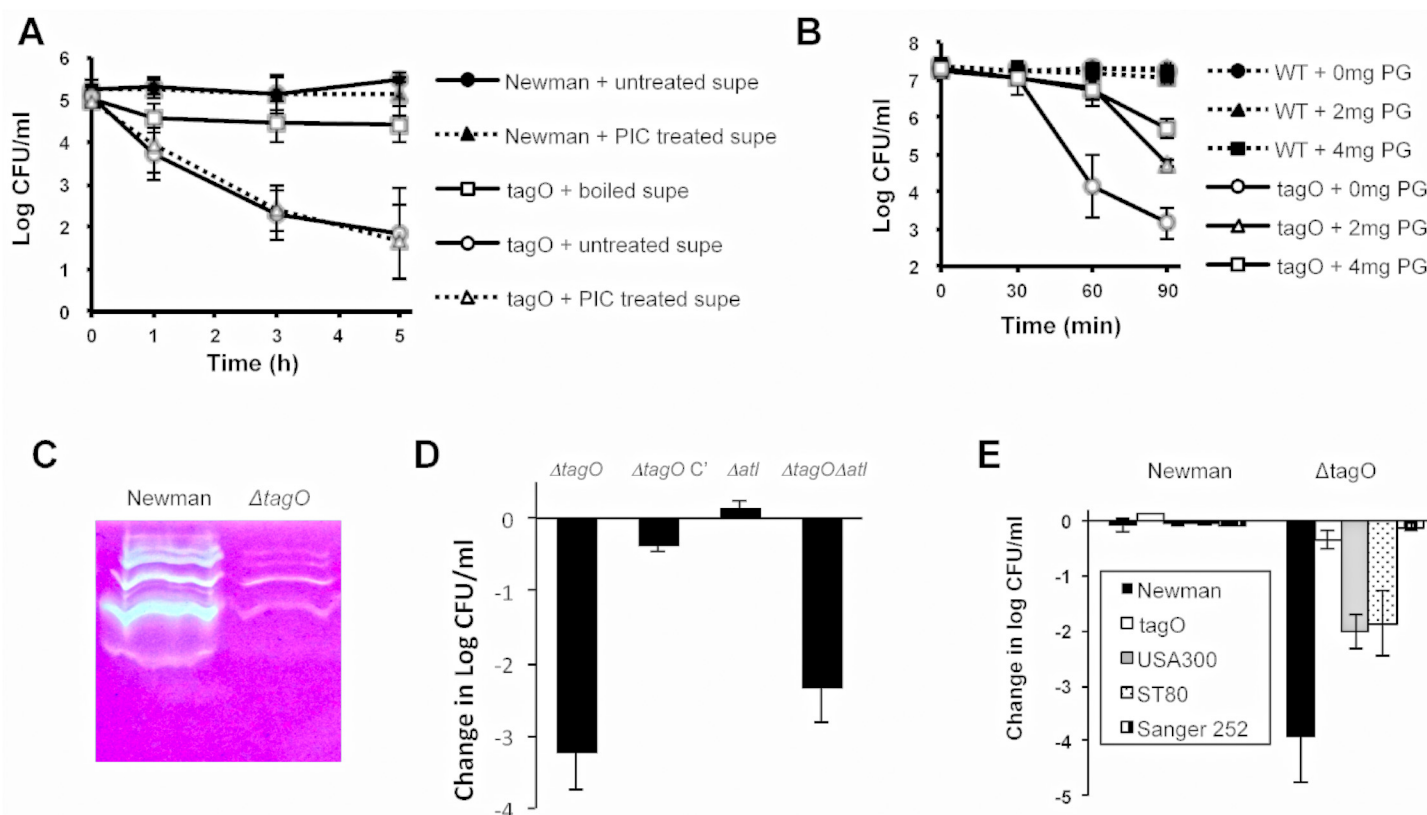 A
Log CFU/ml
6
5
4
3
2
1
0
0 1 2 3 4 5
Time (h)
Newman + untreated supe
Newman + PIC treated supe
tagO + boiled supe
tagO + untreated supe
tagO + PIC treated supe
B
Log CFU/ml
8
7
6
5
4
3
2
0 30 60 90
Time (min)
WT + 0mg PG
WT + 2mg PG
WT + 4mg PG
tagO + 0mg PG
tagO + 2mg PG
tagO + 4mg PG
C
Newman ΔtagO
D
ΔtagO ΔtagO C' Δatl ΔtagOΔatl
Change in Log CFU/ml
0
-1
-2
-3
-4
E
Newman ΔtagO
Change in log CFU/ml
0
-1
-2
-3
-4
-5
Newman
tagO
USA300
ST80
Sanger 252